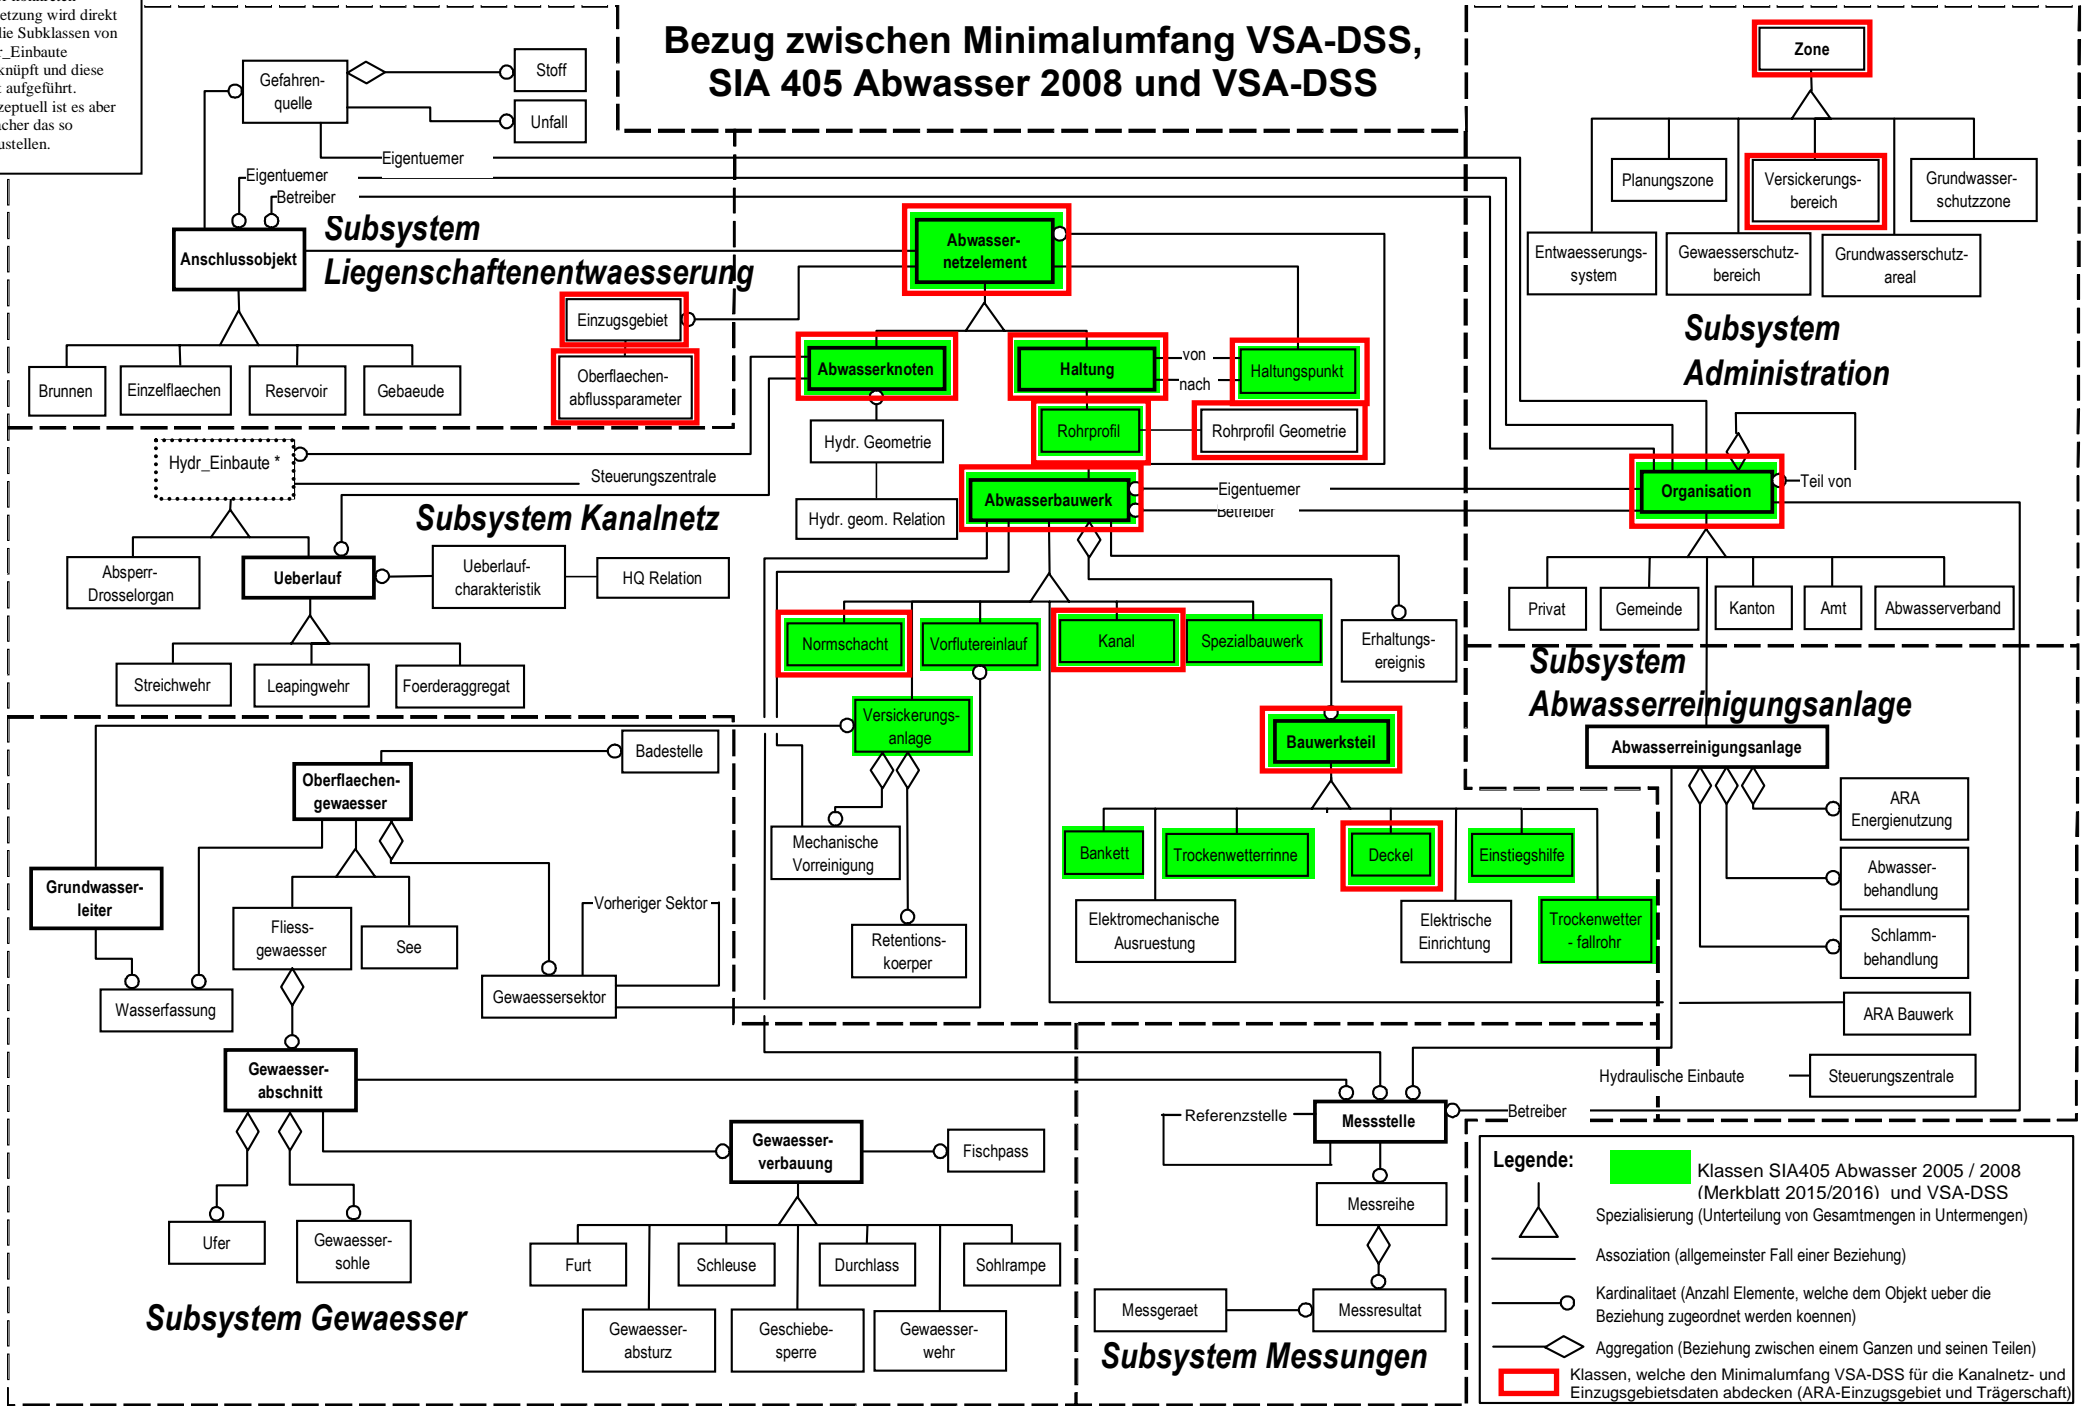 etzung wird direkt
die Subklassen von
r_Einbaute
knüpft und diese
t aufgeführt.
zeptuell ist es aber
acher das so
ustellen.
Bezug zwischen Minimalumfang VSA-DSS,
SIA 405 Abwasser 2008 und VSA-DSS
Gefahren-
quelle
Stoff
Unfall
Eigentuemer
Eigentuemer
Betreiber
Subsystem
Liegenschaftenentwaesserung
Anschlussobjekt
Brunnen
Einzelflaechen
Reservoir
Gebaeude
Einzugsgebiet
Oberflaechen-
abflussparameter
Zone
Planungszone
Versickerungs-
bereich
Grundwasser-
schutzzone
Entwaesserungs-
system
Gewaesserschutz-
bereich
Grundwasserschutz-
areal
Subsystem
Administration
Abwasser-
netzelement
Abwasserknoten
Haltung
von
nach
Haltungspunkt
Rohrprofil
Rohrprofil Geometrie
Hydr. Geometrie
Hydr. geom. Relation
Abwasserbauwerk
Eigentuemer
Betreiber
Organisation
Teil von
Privat
Gemeinde
Kanton
Amt
Abwasserverband
Hydr_Einbaute *
Steuerungszentrale
Subsystem Kanalnetz
Absperr-
Drosselorgan
Ueberlauf
Ueberlauf-
charakteristik
HQ Relation
Streichwehr
Leapingwehr
Foerderaggregat
Normschacht
Vorflutereinlauf
Kanal
Spezialbauwerk
Erhaltungs-
ereignis
Versickerungs-
anlage
Mechanische
Vorreinigung
Retentions-
koerper
Bauwerksteil
Bankett
Trockenwetterrinne
Deckel
Einstiegshilfe
Elektromechanische
Ausruestung
Elektrische
Einrichtung
Trockenwetter
- fallrohr
Subsystem
Abwasserreinigungsanlage
Abwasserreinigungsanlage
ARA
Energienutzung
Abwasser-
behandlung
Schlamm-
behandlung
ARA Bauwerk
Hydraulische Einbaute
Steuerungszentrale
Badestelle
Oberflaechen-
gewaesser
Grundwasser-
leiter
Fliess-
gewaesser
See
Vorheriger Sektor
Wasserfassung
Gewaessersektor
Gewaesser-
abschnitt
Ufer
Gewaesser-
sohle
Gewaesser-
verbauung
Fischpass
Furt
Schleuse
Durchlass
Sohlrampe
Gewaesser-
absturz
Geschiebe-
sperre
Gewaesser-
wehr
Subsystem Gewaesser
Referenzstelle
Messstelle
Betreiber
Messreihe
Messgeraet
Messresultat
Subsystem Messungen
Legende:
Klassen SIA405 Abwasser 2005 / 2008
(Merkblatt 2015/2016) und VSA-DSS
Spezialisierung (Unterteilung von Gesamtmengen in Untermengen)
Assoziation (allgemeinster Fall einer Beziehung)
Kardinalitaet (Anzahl Elemente, welche dem Objekt ueber die
Beziehung zugeordnet werden koennen)
Aggregation (Beziehung zwischen einem Ganzen und seinen Teilen)
Klassen, welche den Minimalumfang VSA-DSS für die Kanalnetz- und
Einzugsgebietsdaten abdecken (ARA-Einzugsgebiet und Trägerschaft)